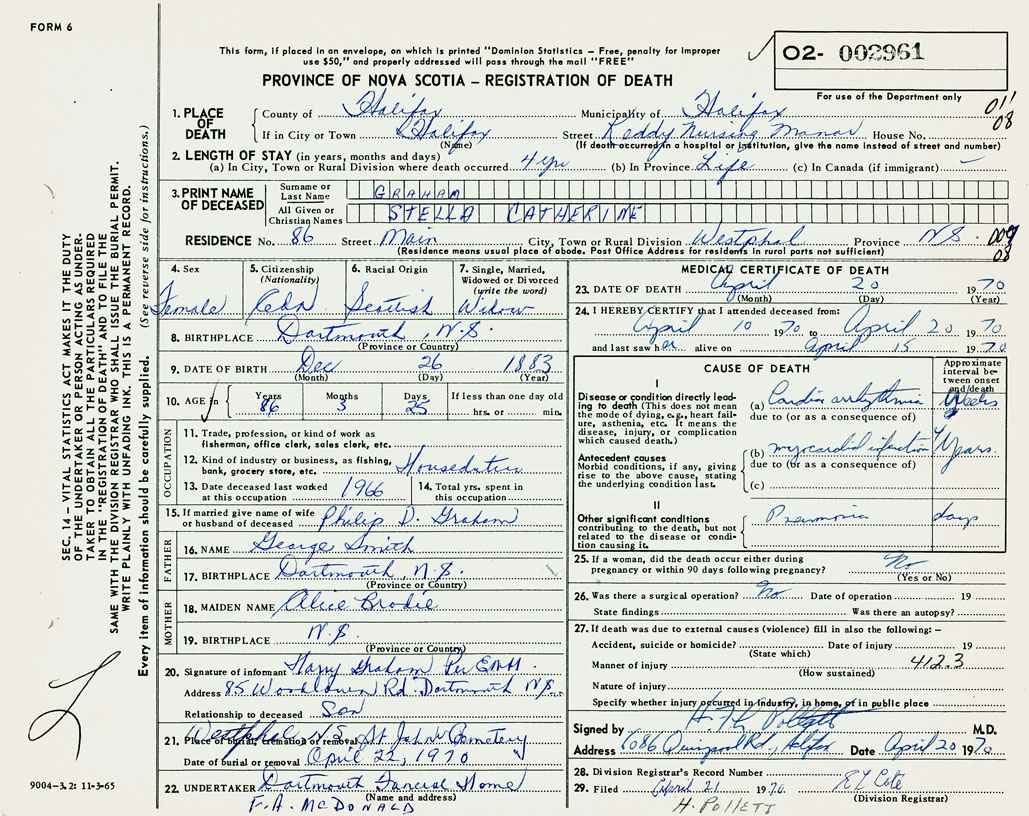 FORM 6
This form, if placed in an envelope, on which is printed "Dominion Statistics – Free, penalty for improper
use $50," and properly addressed will pass through the mail "FREE"
02- 002961
PROVINCE OF NOVA SCOTIA – REGISTRATION OF DEATH
For use of the Department only
011
08
1. PLACE OF DEATH
County of Halifax Municipality of Halifax
If in City or Town Halifax Street Keddy Nursing Manor House No.
(Name) (If death occurred in a hospital or institution, give the name instead of street and number)
2. LENGTH OF STAY (in years, months and days)
(a) In City, Town or Rural Division where death occurred 4 yrs (b) In Province Life (c) In Canada (if immigrant) –
3. PRINT NAME OF DECEASED
Surname or Last Name GRAHAM
All Given or Christian Names STELLA CATHERINE
RESIDENCE No. 86 Street Main City, Town or Rural Division Westphal Province N.S. 009
08
(Residence means usual place of abode. Post Office Address for residents in rural parts not sufficient)
SEC. 14 – VITAL STATISTICS ACT MAKES IT THE DUTY
OF THE UNDERTAKER OR PERSON ACTING AS UNDER-
TAKER TO OBTAIN ALL THE PARTICULARS REQUIRED
IN THE "REGISTRATION OF DEATH" AND TO FILE THE
SAME WITH THE DIVISION REGISTRAR WHO SHALL ISSUE THE BURIAL PERMIT.
WRITE PLAINLY WITH UNFADING INK. THIS IS A PERMANENT RECORD.
Every item of information should be carefully supplied. (See reverse side for instructions.)
4. Sex
Female
5. Citizenship
(Nationality)
Cdn
6. Racial Origin
Scottish
7. Single, Married,
Widowed or Divorced
(write the word)
Widow
8. BIRTHPLACE Dartmouth, N.S.
(Province or Country)
9. DATE OF BIRTH Dec 26 1883
(Month) (Day) (Year)
10. AGE in Years 86 Months 3 Days 25 If less than one day old
hrs. or min.
OCCUPATION
11. Trade, profession, or kind of work as
fisherman, office clerk, sales clerk, etc.
12. Kind of industry or business, as fishing,
bank, grocery store, etc. Houseduties
13. Date deceased last worked
at this occupation 1966
14. Total yrs. spent in
this occupation
15. If married give name of wife
or husband of deceased Philip D. Graham
FATHER
16. NAME George Smith
17. BIRTHPLACE Dartmouth, N.S.
(Province or Country)
MOTHER
18. MAIDEN NAME Alice Brodie
19. BIRTHPLACE N.S.
(Province or Country)
20. Signature of informant Harry Graham Per
Address 85 Woodlawn Rd. Dartmouth N.S.
Relationship to deceased Son
21. Place of burial, cremation or removal Westphal N.S. St John's Cemetery
Date of burial or removal April 22, 1970
22. UNDERTAKER Dartmouth Funeral Home
(Name and address)
F. A. McDONALD
9004–3.2: 11-3-65
MEDICAL CERTIFICATE OF DEATH
23. DATE OF DEATH April 20 1970
(Month) (Day) (Year)
24. I HEREBY CERTIFY that I attended deceased from:
April 10 1970 to April 20 1970
and last saw her alive on April 15 1970
CAUSE OF DEATH
Approximate
interval be-
tween onset
and death
I
Disease or condition directly lead-
ing to death (This does not mean
the mode of dying, e.g., heart fail-
ure, asthenia, etc. It means the
disease, injury, or complication
which caused death.)
(a) Cardiac arrhythmia Weeks
due to (or as a consequence of)
Antecedent causes
Morbid conditions, if any, giving
rise to the above cause, stating
the underlying condition last.
(b) myocardial infarction Years.
due to (or as a consequence of)
(c)
II
Other significant conditions
contributing to the death, but not
related to the disease or condi-
tion causing it.
Pneumonia days
25. If a woman, did the death occur either during
pregnancy or within 90 days following pregnancy? No
(Yes or No)
26. Was there a surgical operation? No Date of operation 19
State findings Was there an autopsy?
27. If death was due to external causes (violence) fill in also the following: –
Accident, suicide or homicide? Date of injury 19
(State which)
Manner of injury 412.3
(How sustained)
Nature of injury
Specify whether injury occurred in industry, in home, or in public place
Signed by H Pollett M.D.
Address 6086 Quinpool Rd., Halifax Date April 20 1970
28. Division Registrar's Record Number
29. Filed April 21 1970. Cote
(Division Registrar)
H. POLLETT